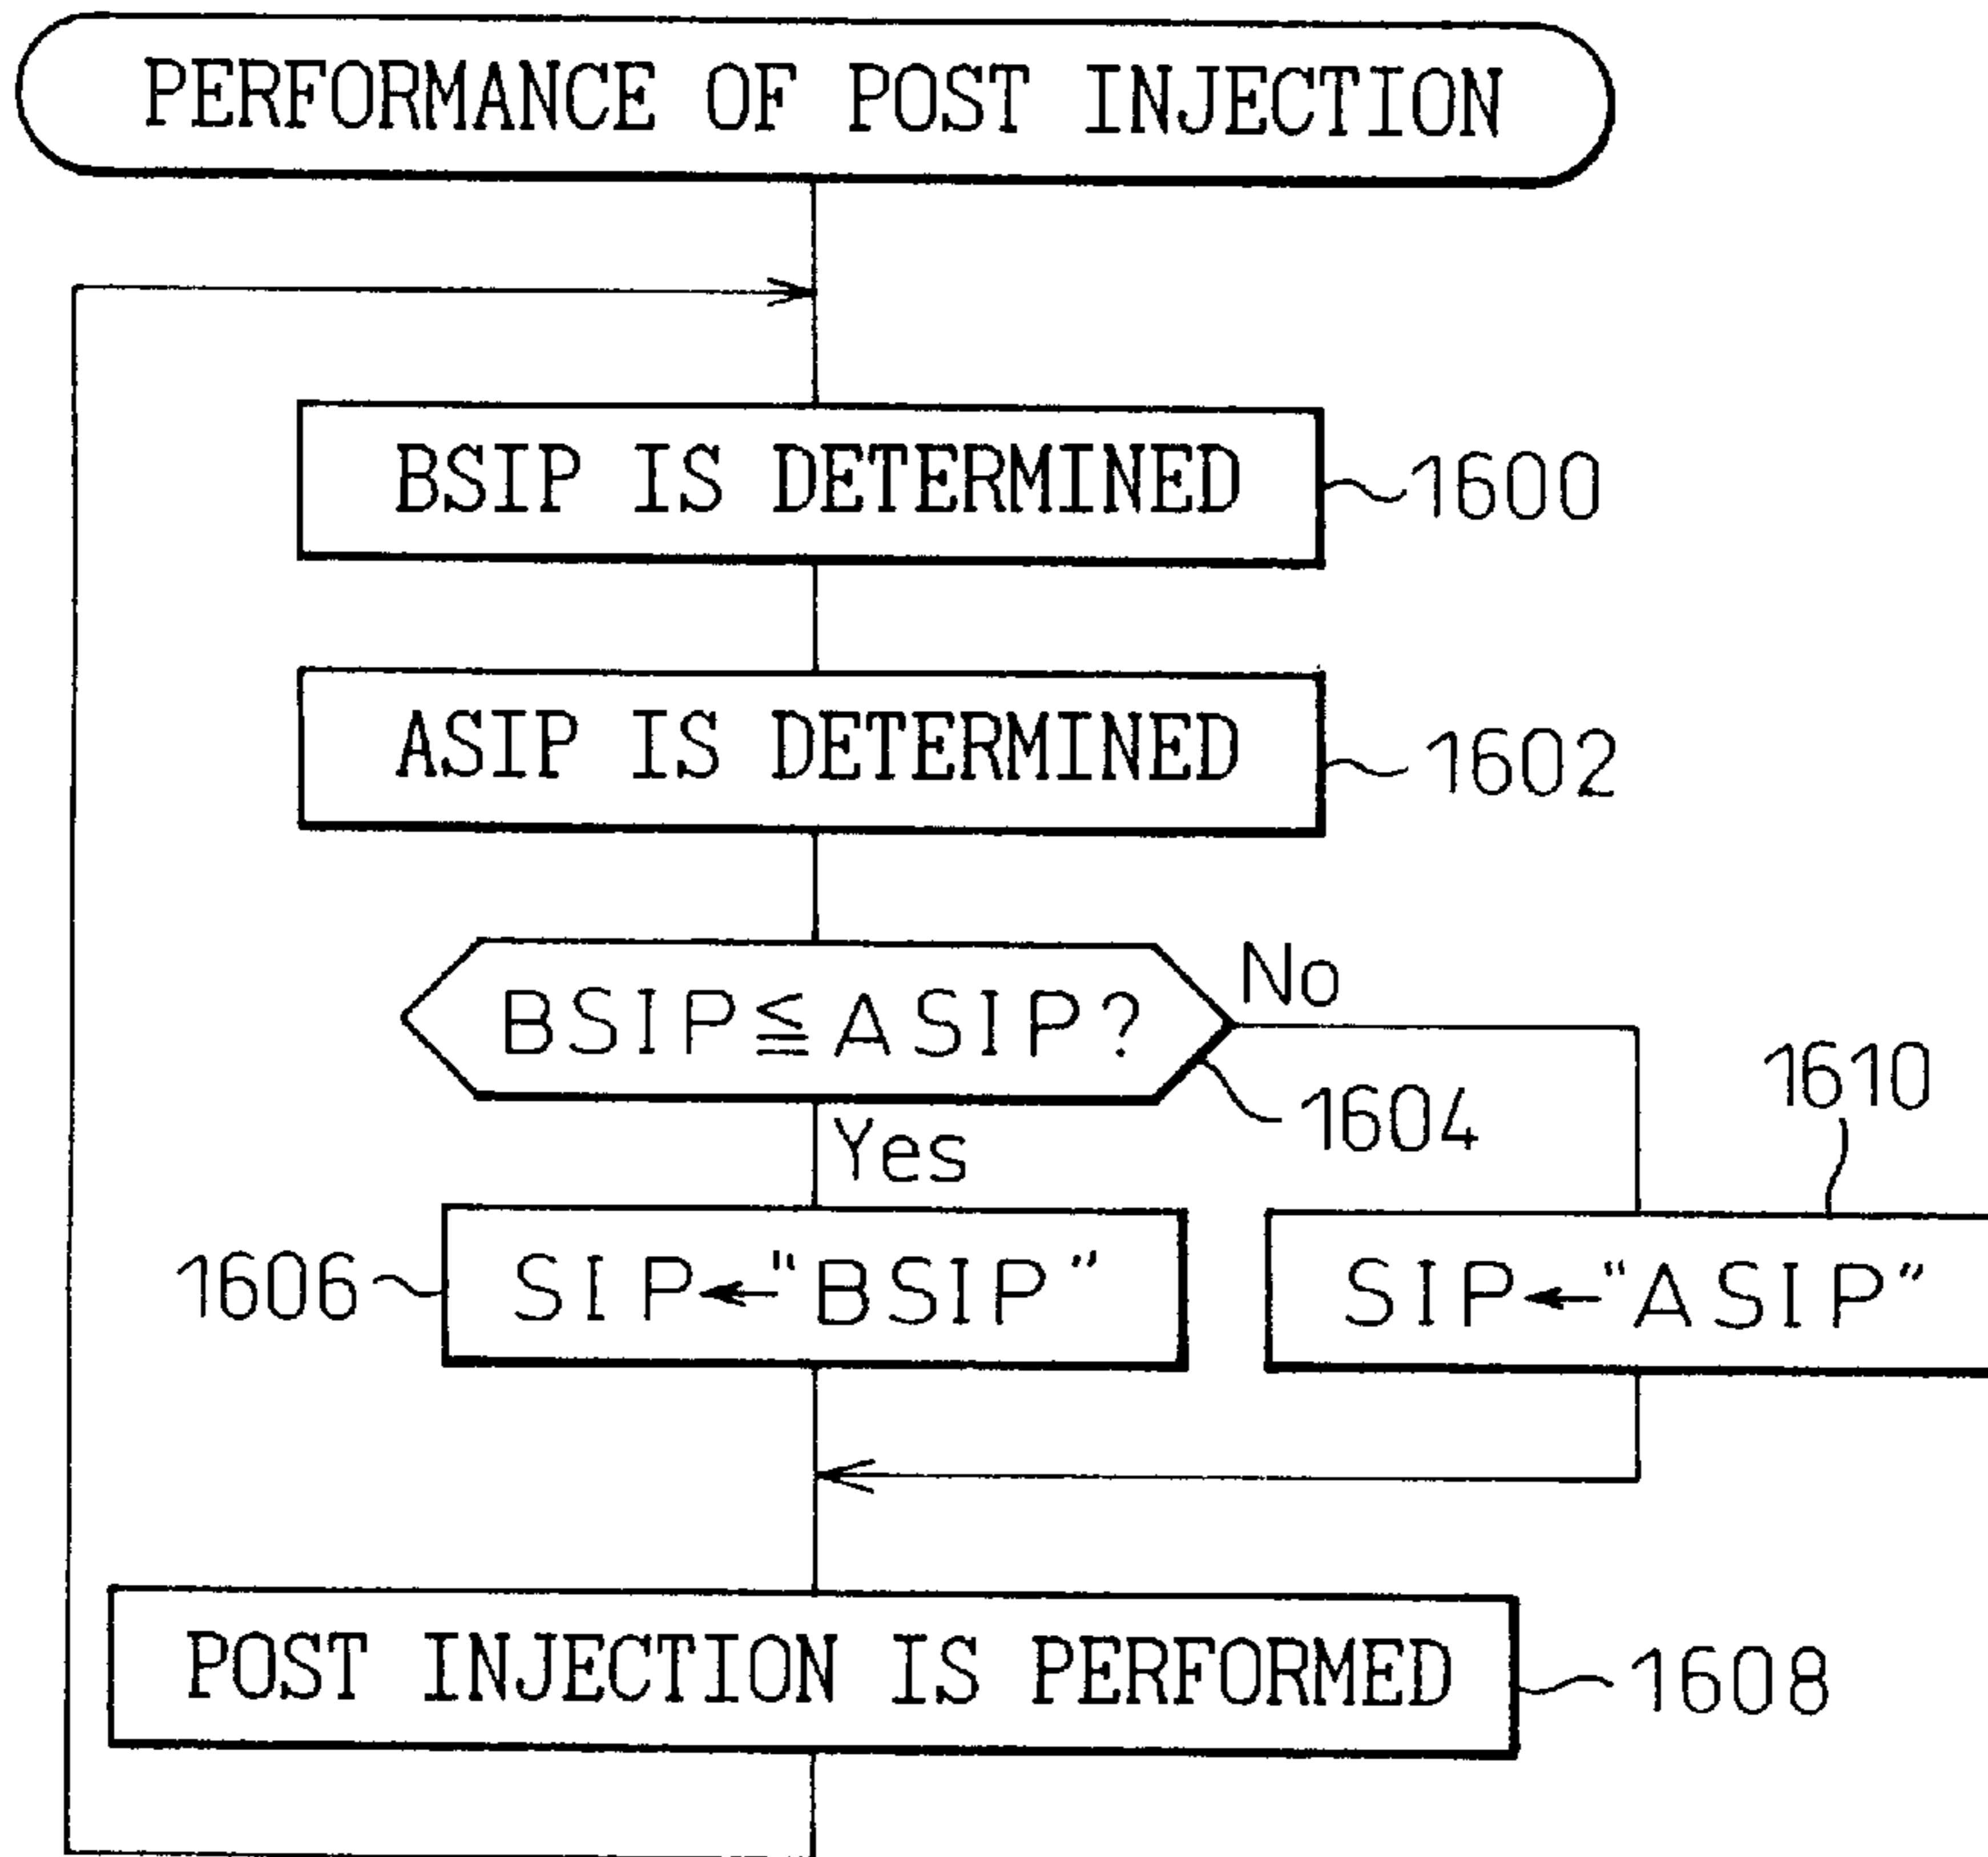 PERFORMANCE OF POST INJECTION
BSIP IS DETERMINED
1600
ASIP IS DETERMINED
1602
BSIP≦ASIP?
No
1604
1610
Yes
1606
SIP←"BSIP"
SIP←"ASIP"
POST INJECTION IS PERFORMED
1608